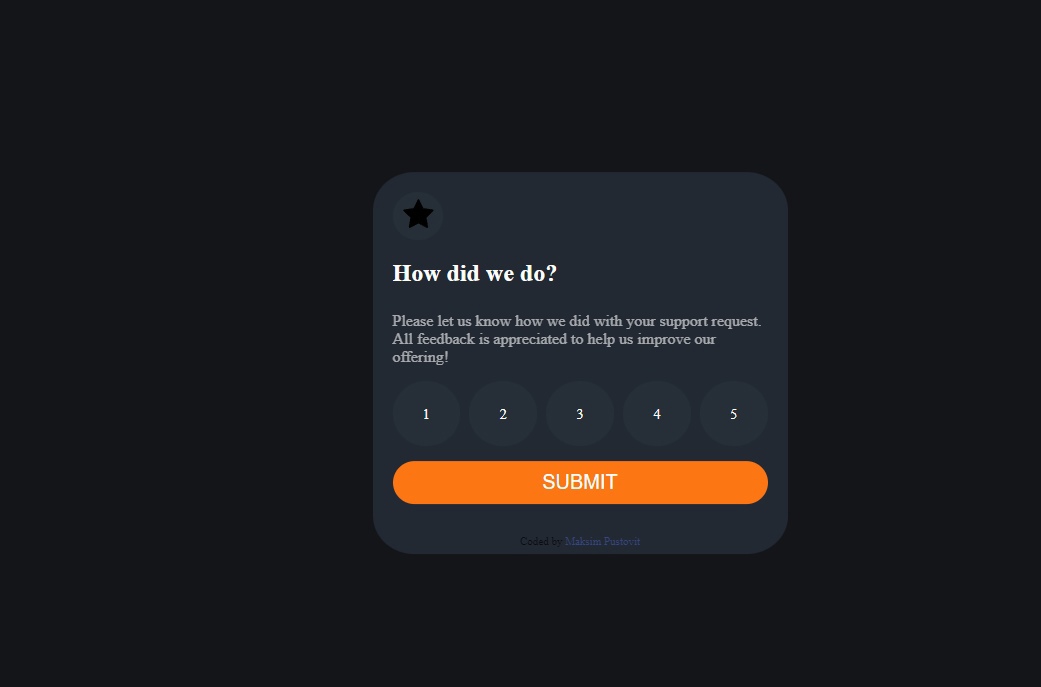 How did we do?
Please let us know how we did with your support request.
All feedback is appreciated to help us improve our
offering!
1 2 3 4 5
SUBMIT
Coded by Maksim Pustovit